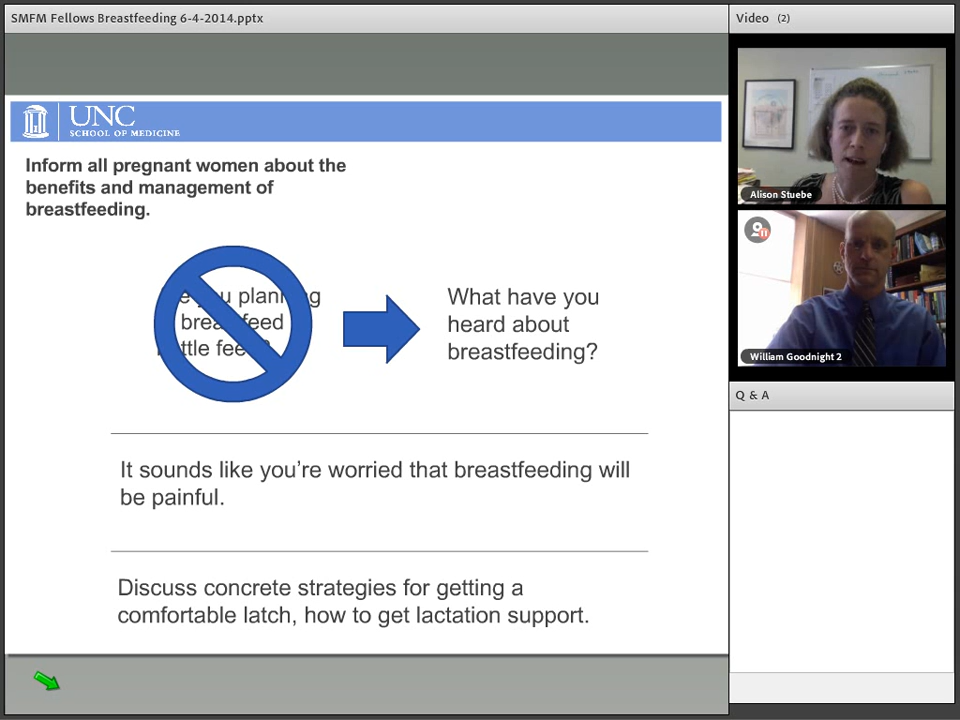 SMFM Fellows Breastfeeding 6-4-2014.pptx
Video (2)
UNC
SCHOOL OF MEDICINE
Inform all pregnant women about the
benefits and management of
breastfeeding.
you planning
breastfeed
What have you
heard about
breastfeeding?
It sounds like you're worried that breastfeeding will
be painful.
Discuss concrete strategies for getting a
comfortable latch, how to get lactation support.
Alison Stuebe
William Goodnight 2
Q & A